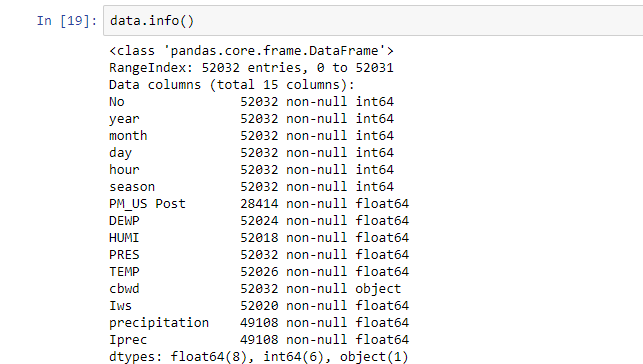 In [19]: data.info()
<class 'pandas.core.frame.DataFrame'>
RangeIndex: 52032 entries, 0 to 52031
Data columns (total 15 columns):
No               52032 non-null int64
year             52032 non-null int64
month            52032 non-null int64
day              52032 non-null int64
hour             52032 non-null int64
season           52032 non-null int64
PM_US Post       28414 non-null float64
DEWP             52024 non-null float64
HUMI             52018 non-null float64
PRES             52032 non-null float64
TEMP             52026 non-null float64
cbwd             52032 non-null object
Iws              52020 non-null float64
precipitation    49108 non-null float64
Iprec            49108 non-null float64
dtypes: float64(8), int64(6), object(1)